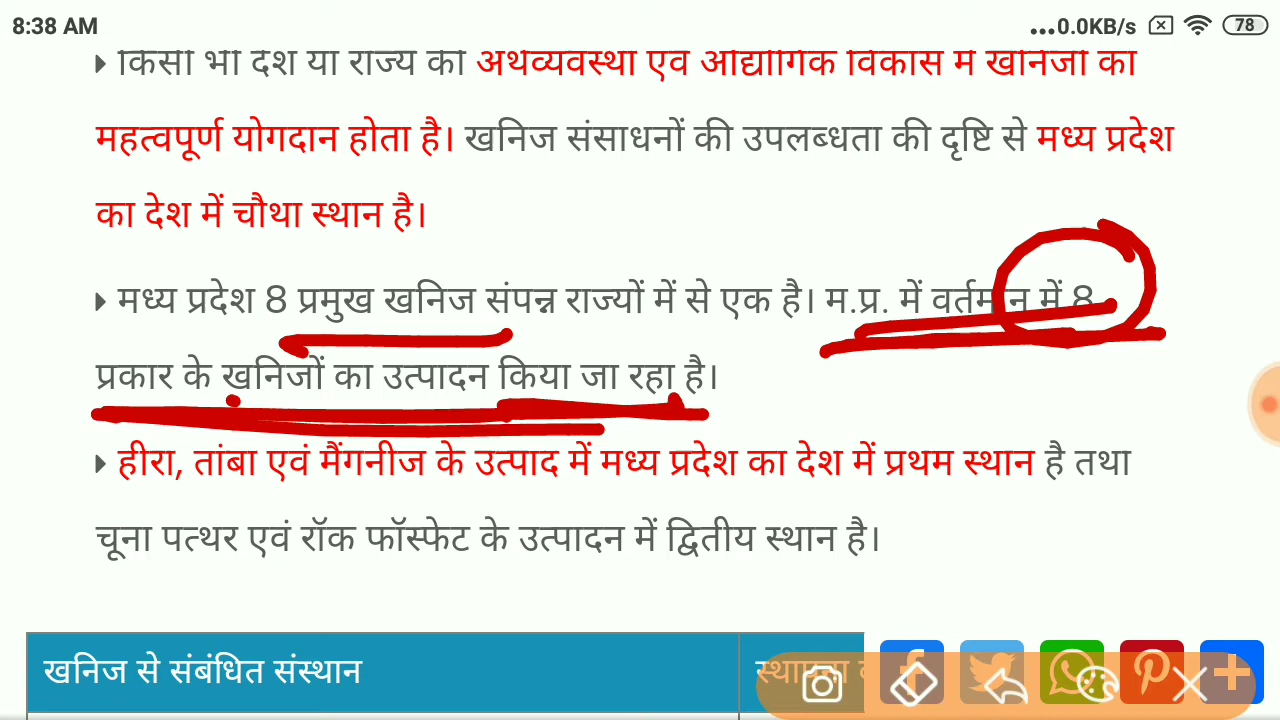 8:38 AM ...0.0KB/s 78
किसी भी देश या राज्य की अर्थव्यवस्था एवं औद्योगिक विकास में खनिजों का
महत्वपूर्ण योगदान होता है। खनिज संसाधनों की उपलब्धता की दृष्टि से मध्य प्रदेश
का देश में चौथा स्थान है।
मध्य प्रदेश 8 प्रमुख खनिज संपन्न राज्यों में से एक है। म.प्र. में वर्तमान में 8
प्रकार के खनिजों का उत्पादन किया जा रहा है।
हीरा, तांबा एवं मैंगनीज के उत्पाद में मध्य प्रदेश का देश में प्रथम स्थान है तथा
चूना पत्थर एवं रॉक फॉस्फेट के उत्पादन में द्वितीय स्थान है।
खनिज से संबंधित संस्थान